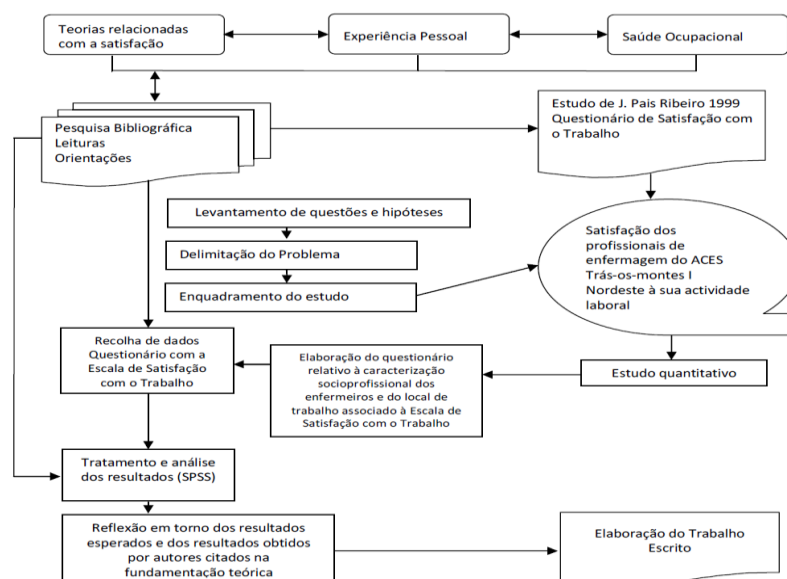 Teorias relacionadas
com a satisfação
Experiência Pessoal
Saúde Ocupacional
Pesquisa Bibliográfica
Leituras
Orientações
Estudo de J. Pais Ribeiro 1999
Questionário de Satisfação com
o Trabalho
Levantamento de questões e hipóteses
Delimitação do Problema
Enquadramento do estudo
Satisfação dos
profissionais de
enfermagem do ACES
Trás-os-montes I
Nordeste à sua actividade
laboral
Recolha de dados
Questionário com a
Escala de Satisfação
com o Trabalho
Elaboração do questionário
relativo à caracterização
socioprofissional dos
enfermeiros e do local de
trabalho associado à Escala de
Satisfação com o Trabalho
Estudo quantitativo
Tratamento e análise
dos resultados (SPSS)
Reflexão em torno dos resultados
esperados e dos resultados obtidos
por autores citados na
fundamentação teórica
Elaboração do Trabalho
Escrito